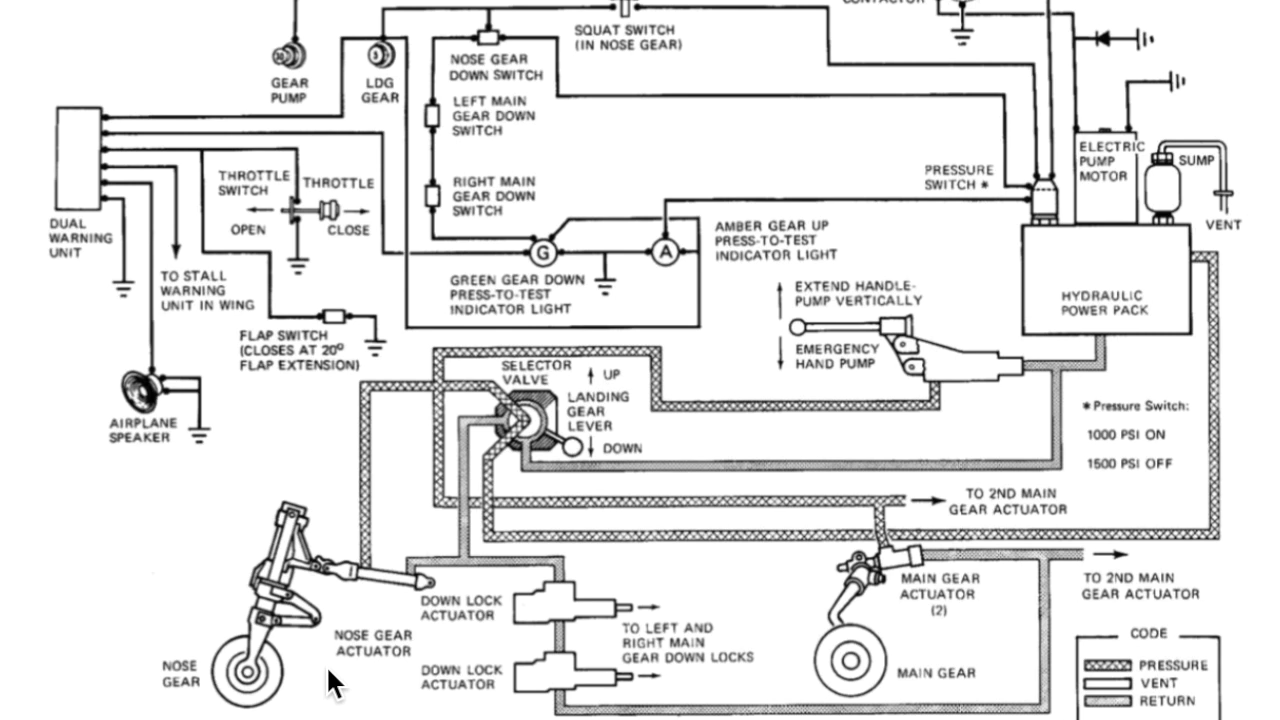 CONTACTOR
SQUAT SWITCH
(IN NOSE GEAR)
GEAR
PUMP
LDG
GEAR
NOSE GEAR
DOWN SWITCH
LEFT MAIN
GEAR DOWN
SWITCH
ELECTRIC
PUMP
MOTOR
SUMP
VENT
PRESSURE
SWITCH *
THROTTLE
SWITCH
THROTTLE
OPEN
CLOSE
RIGHT MAIN
GEAR DOWN
SWITCH
DUAL
WARNING
UNIT
G
A
AMBER GEAR UP
PRESS-TO-TEST
INDICATOR LIGHT
TO STALL
WARNING
UNIT IN WING
GREEN GEAR DOWN
PRESS-TO-TEST
INDICATOR LIGHT
EXTEND HANDLE-
PUMP VERTICALLY
HYDRAULIC
POWER PACK
FLAP SWITCH
(CLOSES AT 20º
FLAP EXTENSION)
EMERGENCY
HAND PUMP
SELECTOR
VALVE
UP
LANDING
GEAR
LEVER
DOWN
AIRPLANE
SPEAKER
* Pressure Switch:
1000 PSI ON
1500 PSI OFF
TO 2ND MAIN
GEAR ACTUATOR
MAIN GEAR
ACTUATOR
(2)
TO 2ND MAIN
GEAR ACTUATOR
DOWN LOCK
ACTUATOR
NOSE GEAR
ACTUATOR
TO LEFT AND
RIGHT MAIN
GEAR DOWN LOCKS
NOSE
GEAR
DOWN LOCK
ACTUATOR
MAIN GEAR
CODE
PRESSURE
VENT
RETURN